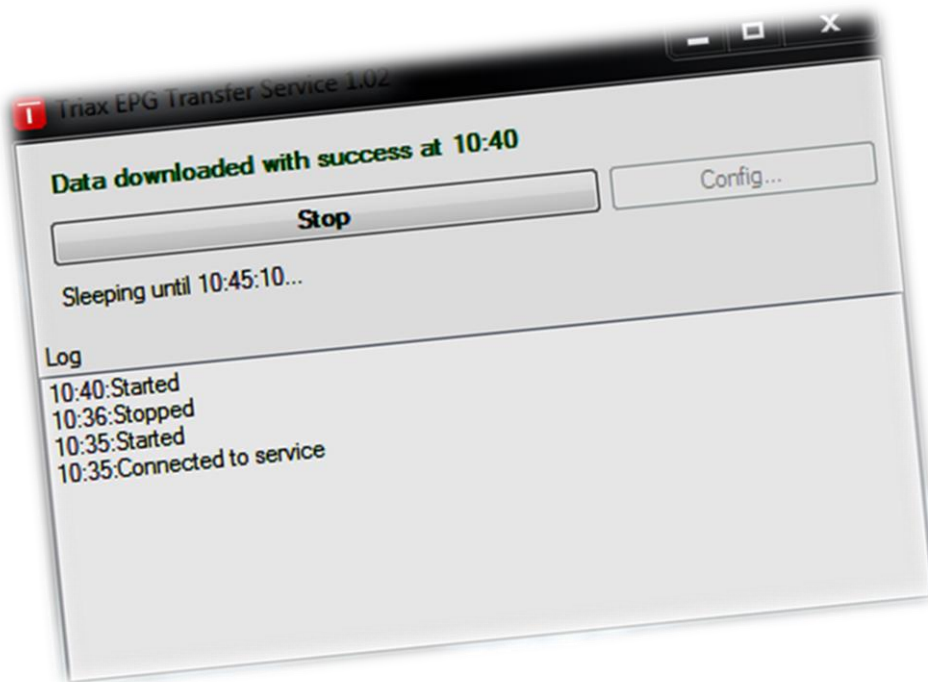 Triax EPG Transfer Service 1.02
Data downloaded with success at 10:40
Stop
Config...
Sleeping until 10:45:10...
Log
10:40:Started
10:36:Stopped
10:35:Started
10:35:Connected to service